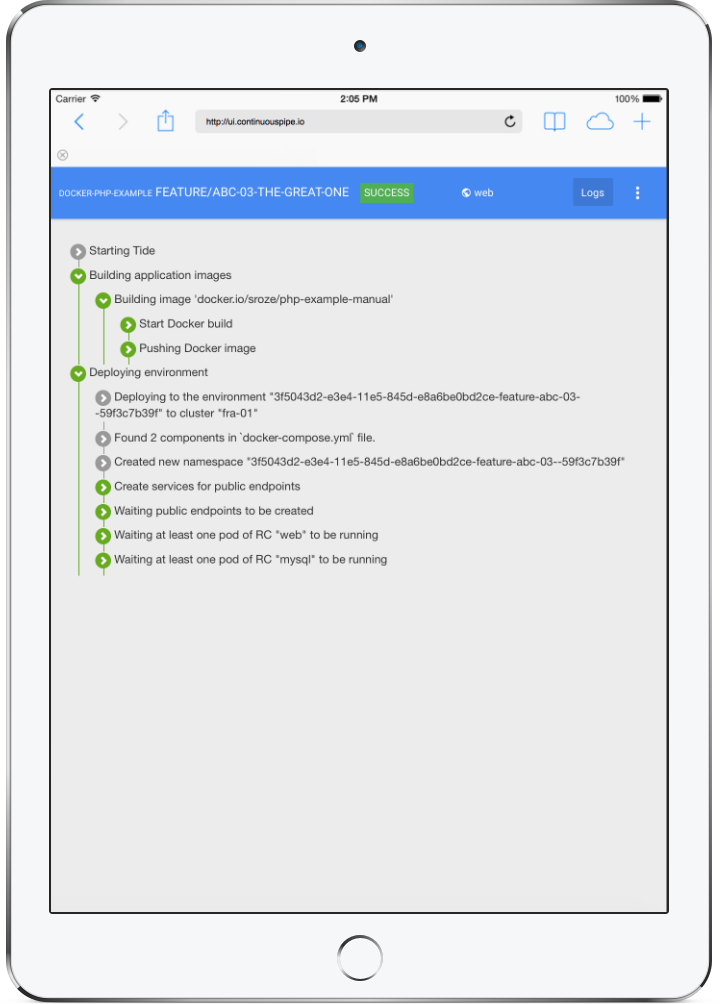 Carrier 2:05 PM 100%
http://ui.continuouspipe.io
DOCKER-PHP-EXAMPLE FEATURE/ABC-03-THE-GREAT-ONE SUCCESS web Logs
Starting Tide
Building application images
Building image 'docker.io/sroze/php-example-manual'
Start Docker build
Pushing Docker image
Deploying environment
Deploying to the environment "3f5043d2-e3e4-11e5-845d-e8a6be0bd2ce-feature-abc-03-
-59f3c7b39f" to cluster "fra-01"
Found 2 components in `docker-compose.yml` file.
Created new namespace "3f5043d2-e3e4-11e5-845d-e8a6be0bd2ce-feature-abc-03--59f3c7b39f"
Create services for public endpoints
Waiting public endpoints to be created
Waiting at least one pod of RC "web" to be running
Waiting at least one pod of RC "mysql" to be running